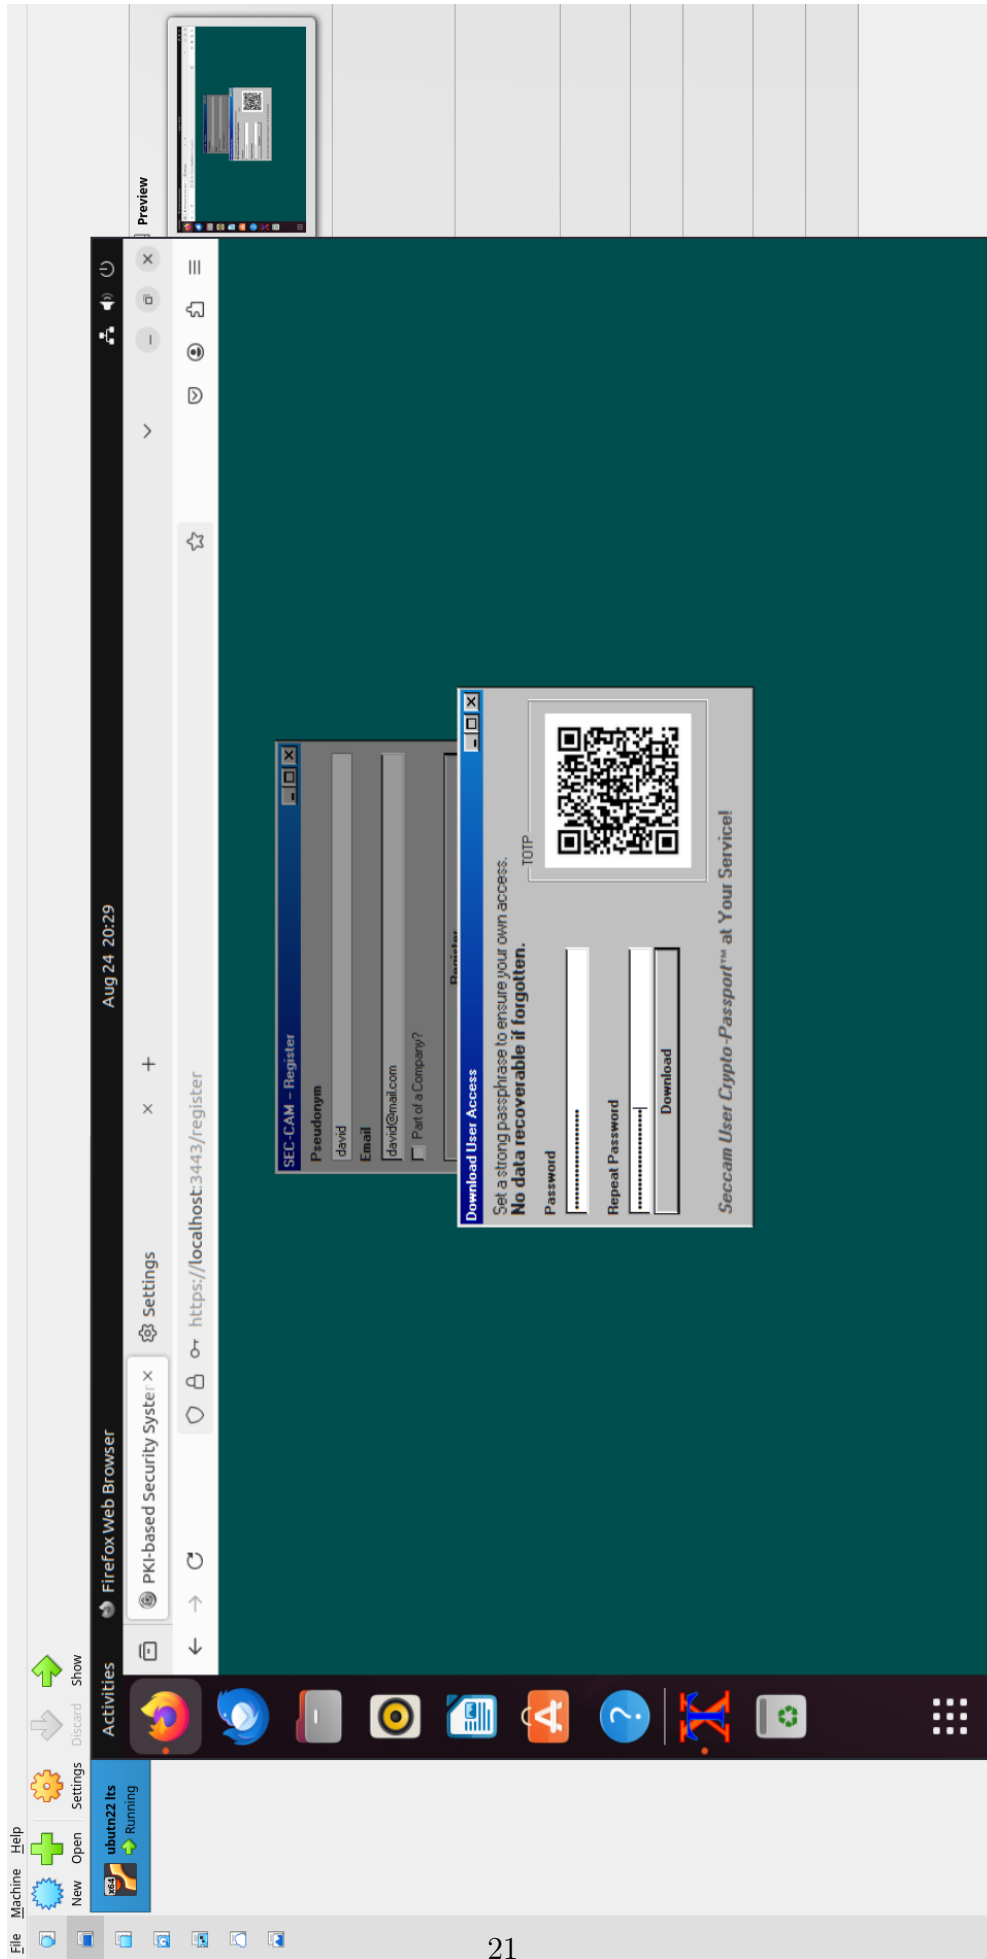 File Machine Help
New Open Settings Discard Show
ubutn22 lts
Running
x64
Preview
Activities Firefox Web Browser Aug 24 20:29
PKI-based Security Syster Settings
https://localhost:3443/register
SEC-CAM – Register
Pseudonym
david
Email
david@mail.com
Part of a Company?
Register
Download User Access
Set a strong passphrase to ensure your own access.
No data recoverable if forgotten.
TOTP
Password
Repeat Password
Download
Seccam User Crypto-Passport™ at Your Service!
21